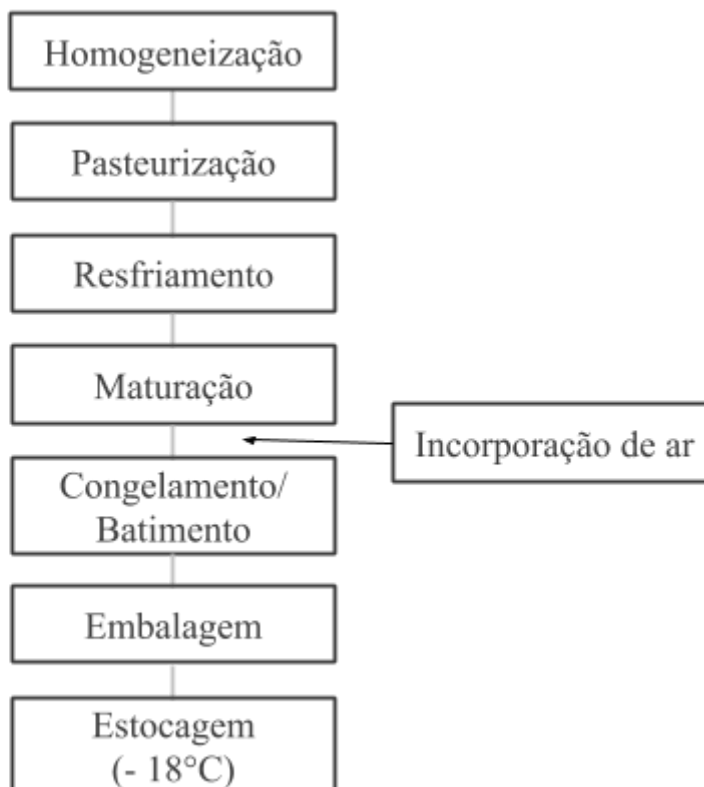 Homogeneização
Pasteurização
Resfriamento
Maturação
Incorporação de ar
Congelamento/
Batimento
Embalagem
Estocagem
(- 18°C)